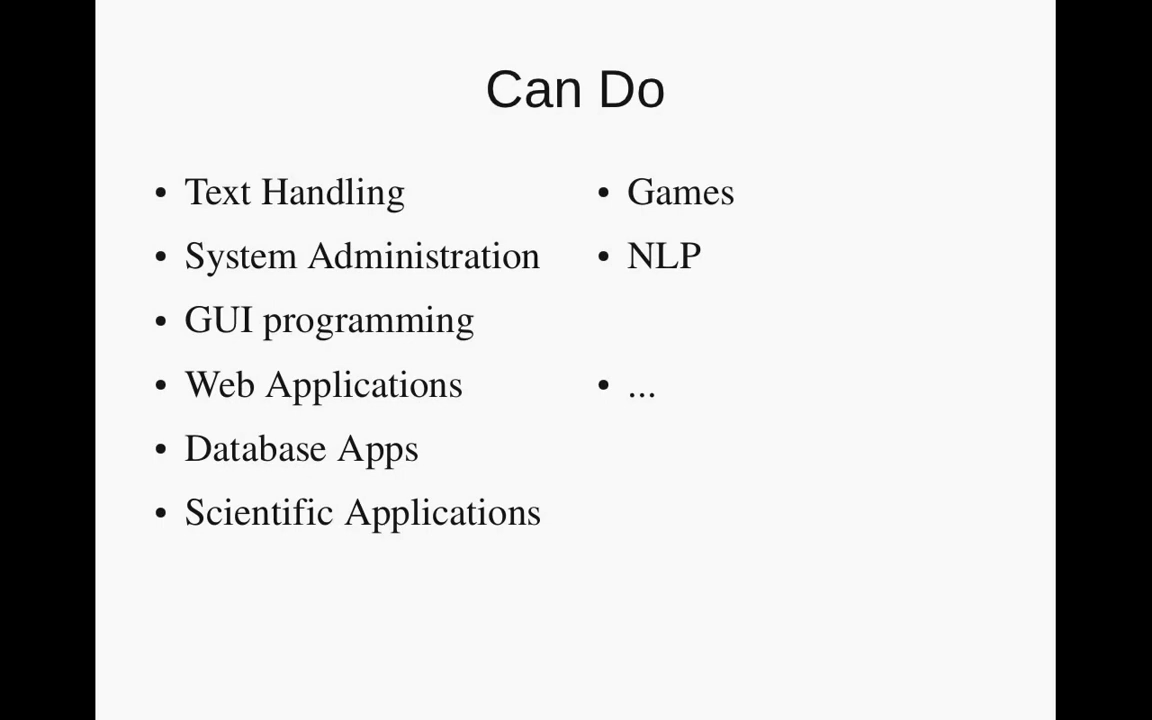 Can Do
• Text Handling
• System Administration
• GUI programming
• Web Applications
• Database Apps
• Scientific Applications
• Games
• NLP
• ...